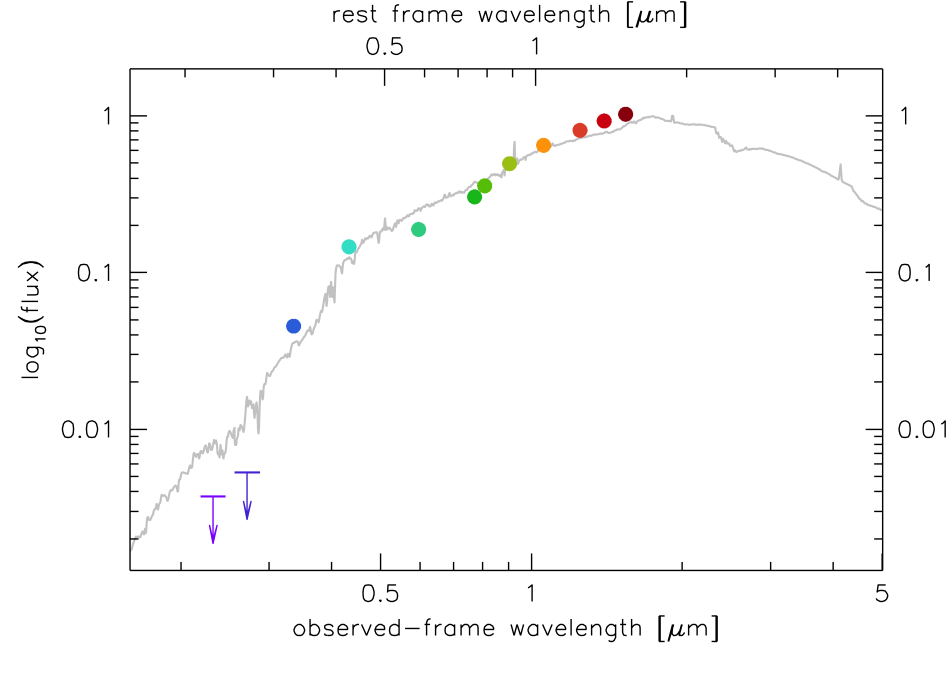 rest frame wavelength [μm]
0.5 1
1 1
0.1 0.1
log10(flux)
0.01 0.01
0.5 1 5
observed-frame wavelength [μm]